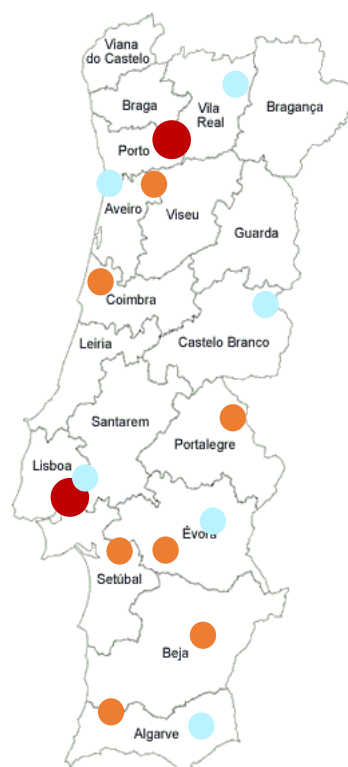 Viana
do Castelo
Braga
Vila
Real
Bragança
Porto
Aveiro
Viseu
Guarda
Coimbra
Leiria
Castelo Branco
Santarem
Portalegre
Lisboa
Évora
Setúbal
Beja
Algarve